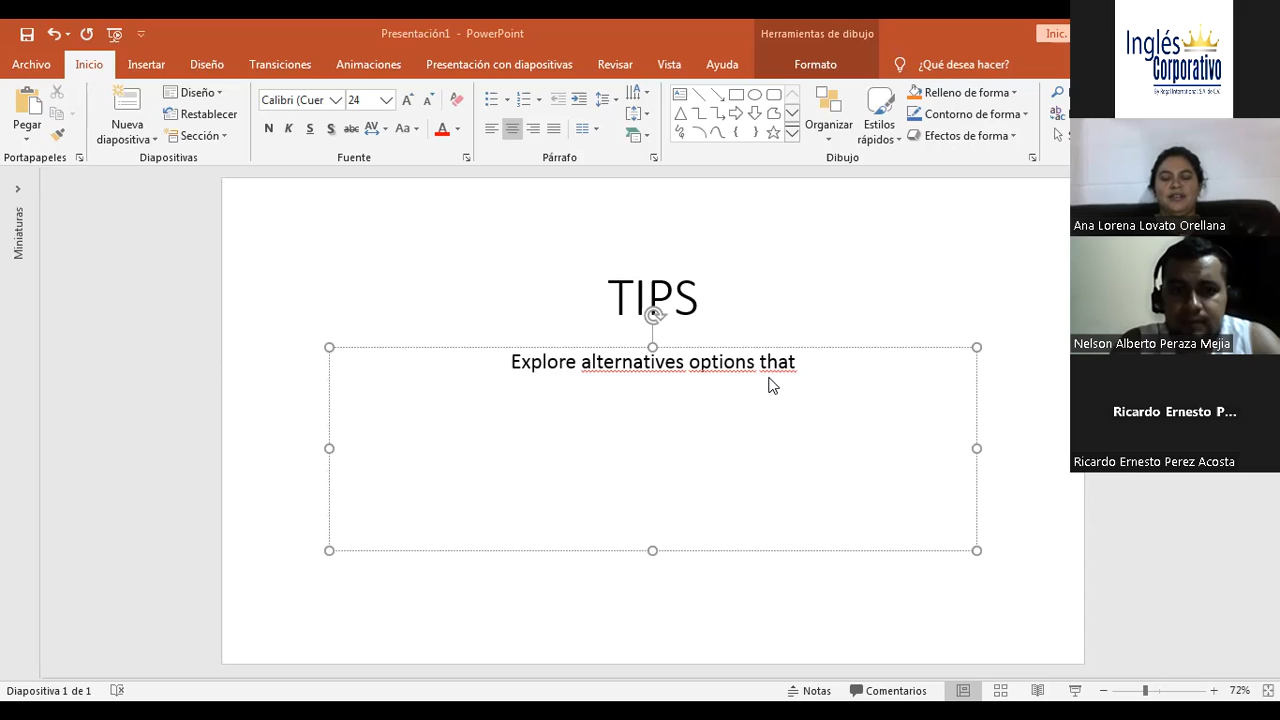 Presentación1 - PowerPoint
Herramientas de dibujo
Inic.
Archivo
Inicio
Insertar
Diseño
Transiciones
Animaciones
Presentación con diapositivas
Revisar
Vista
Ayuda
Formato
¿Qué desea hacer?
Pegar
Portapapeles
Nueva
diapositiva
Diseño
Restablecer
Sección
Diapositivas
Calibri (Cuer
24
N K S S abc Aa A
Fuente
Párrafo
Organizar
Estilos
rápidos
Relleno de forma
Contorno de forma
Efectos de forma
Dibujo
Miniaturas
TIPS
Explore alternatives options that
Inglés
Corporativo
Ana Lorena Lovato Orellana
Nelson Alberto Peraza Mejia
Ricardo Ernesto P...
Ricardo Ernesto Perez Acosta
Diapositiva 1 de 1
Notas
Comentarios
72%